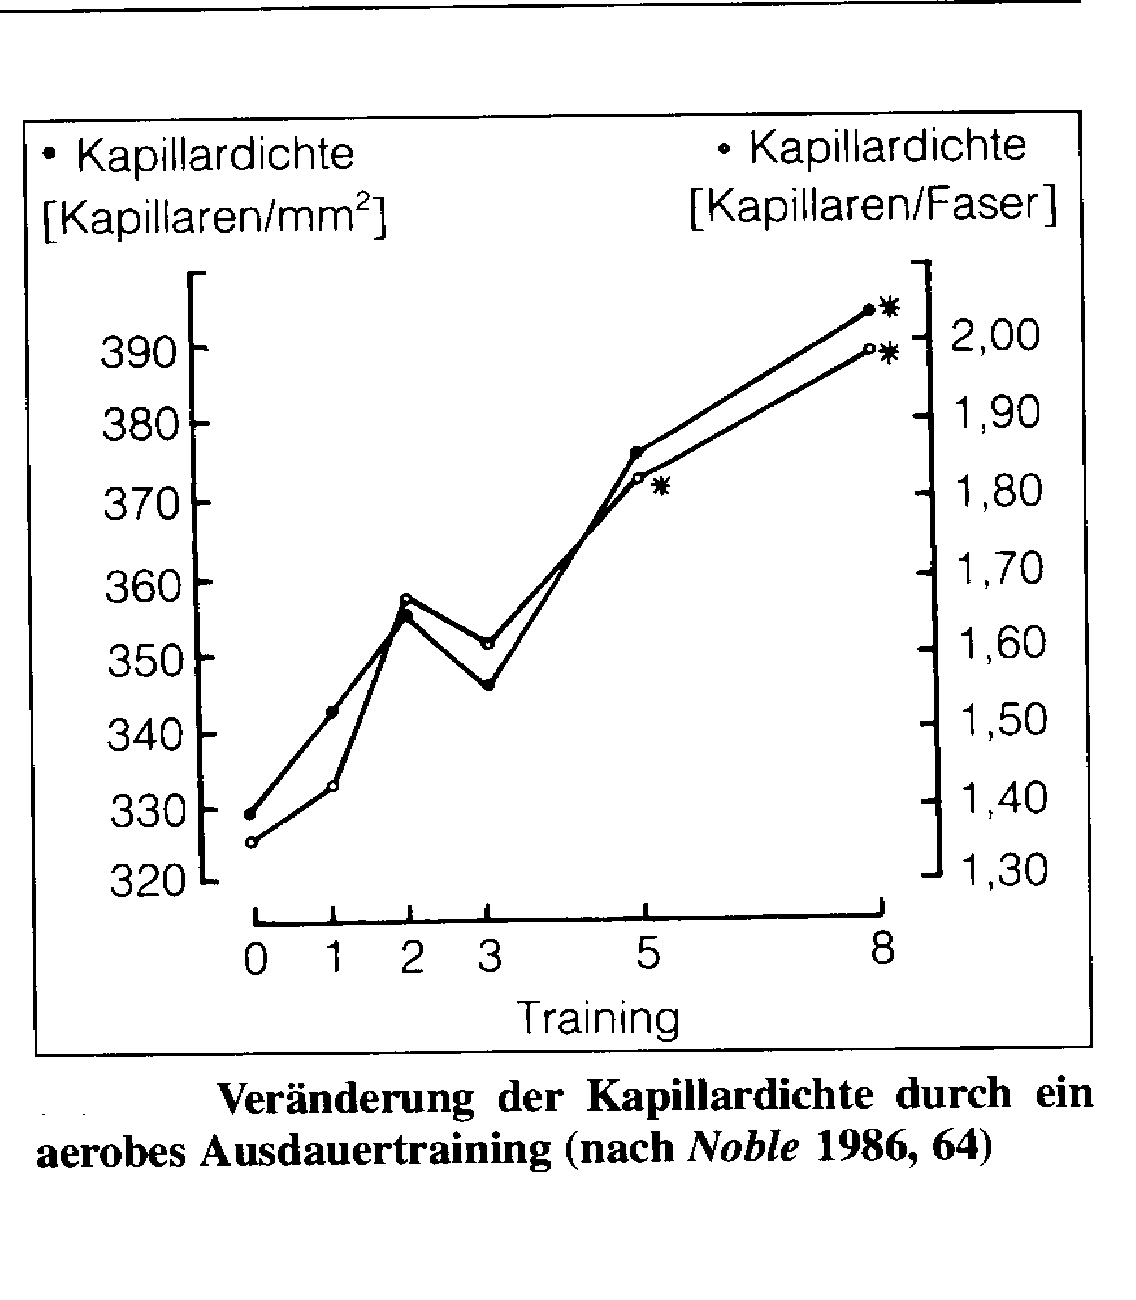 • Kapillardichte
[Kapillaren/mm²]
∘ Kapillardichte
[Kapillaren/Faser]
390
380
370
360
350
340
330
320
2,00
1,90
1,80
1,70
1,60
1,50
1,40
1,30
*
*
*
0 1 2 3 5 8
Training
Veränderung der Kapillardichte durch ein
aerobes Ausdauertraining (nach Noble 1986, 64)